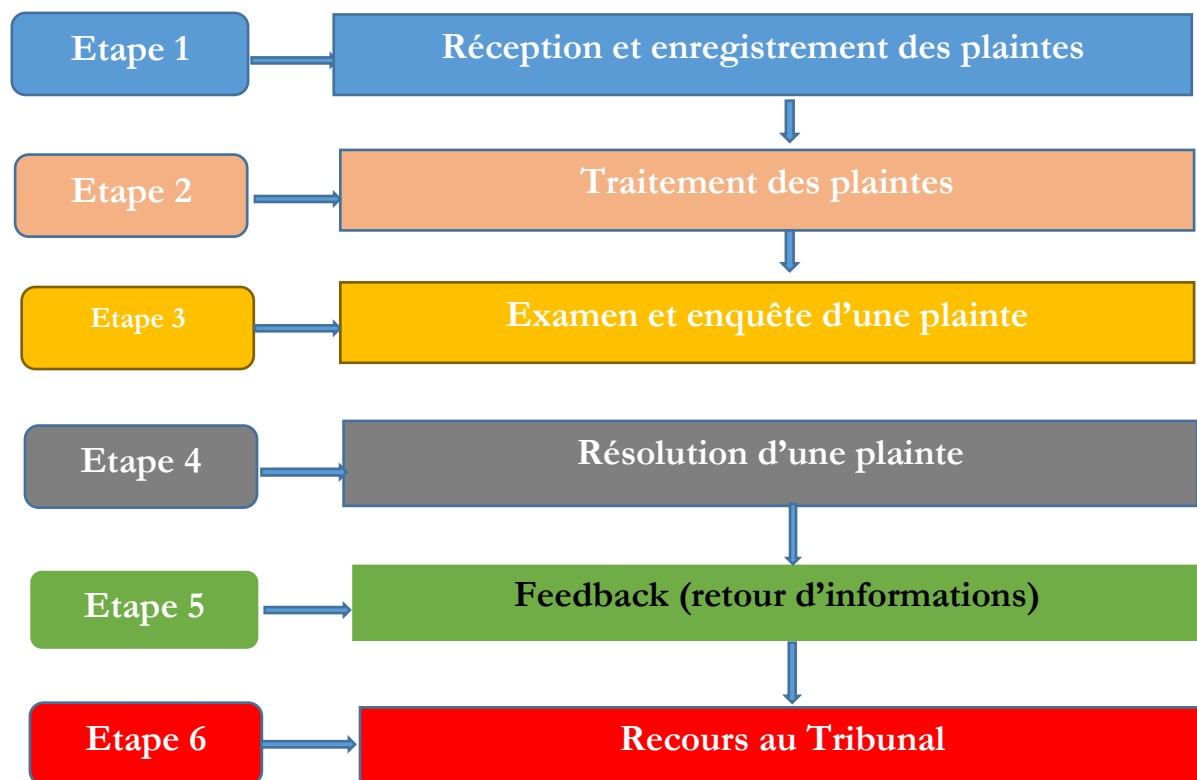 Etape 1
Réception et enregistrement des plaintes
Etape 2
Traitement des plaintes
Etape 3
Examen et enquête d’une plainte
Etape 4
Résolution d’une plainte
Etape 5
Feedback (retour d’informations)
Etape 6
Recours au Tribunal